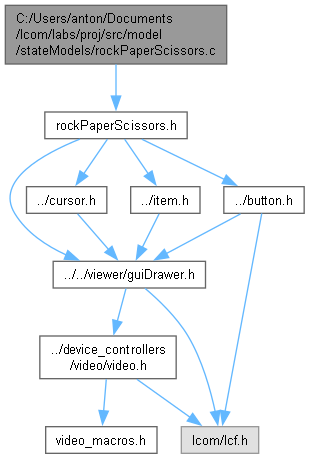 C:/Users/anton/Documents
/lcom/labs/proj/src/model
/stateModels/rockPaperScissors.c
rockPaperScissors.h
../cursor.h
../item.h
../button.h
../../viewer/guiDrawer.h
../device_controllers
/video/video.h
video_macros.h
lcom/lcf.h